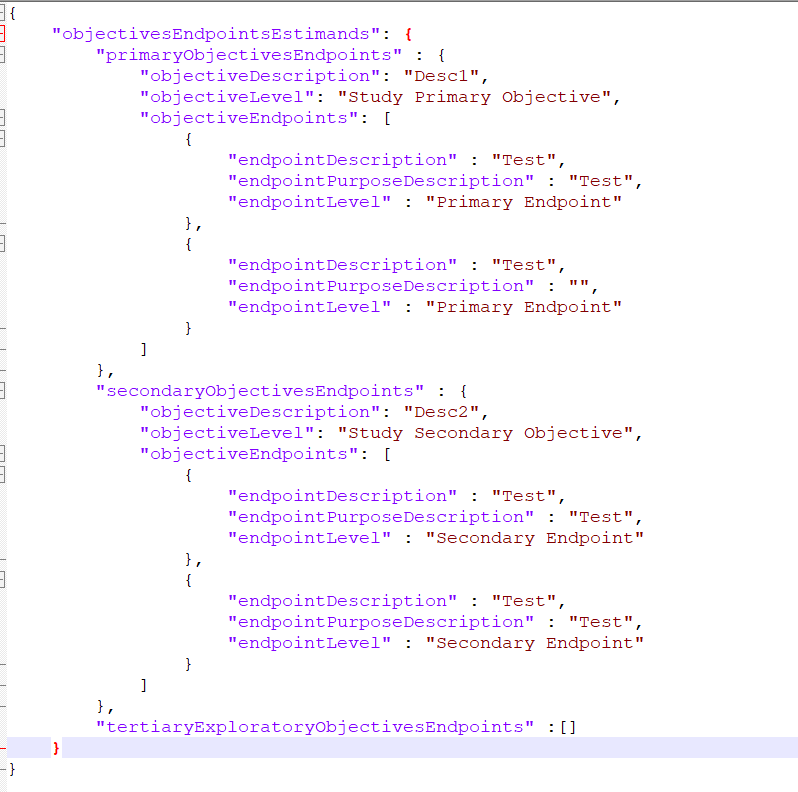 {
    "objectivesEndpointsEstimands": {
        "primaryObjectivesEndpoints" : {
            "objectiveDescription": "Desc1",
            "objectiveLevel": "Study Primary Objective",
            "objectiveEndpoints": [
                {
                    "endpointDescription" : "Test",
                    "endpointPurposeDescription" : "Test",
                    "endpointLevel" : "Primary Endpoint"
                },
                {
                    "endpointDescription" : "Test",
                    "endpointPurposeDescription" : "",
                    "endpointLevel" : "Primary Endpoint"
                }
            ]
        },
        "secondaryObjectivesEndpoints" : {
            "objectiveDescription": "Desc2",
            "objectiveLevel": "Study Secondary Objective",
            "objectiveEndpoints": [
                {
                    "endpointDescription" : "Test",
                    "endpointPurposeDescription" : "Test",
                    "endpointLevel" : "Secondary Endpoint"
                },
                {
                    "endpointDescription" : "Test",
                    "endpointPurposeDescription" : "Test",
                    "endpointLevel" : "Secondary Endpoint"
                }
            ]
        },
        "tertiaryExploratoryObjectivesEndpoints" :[]
    }
}